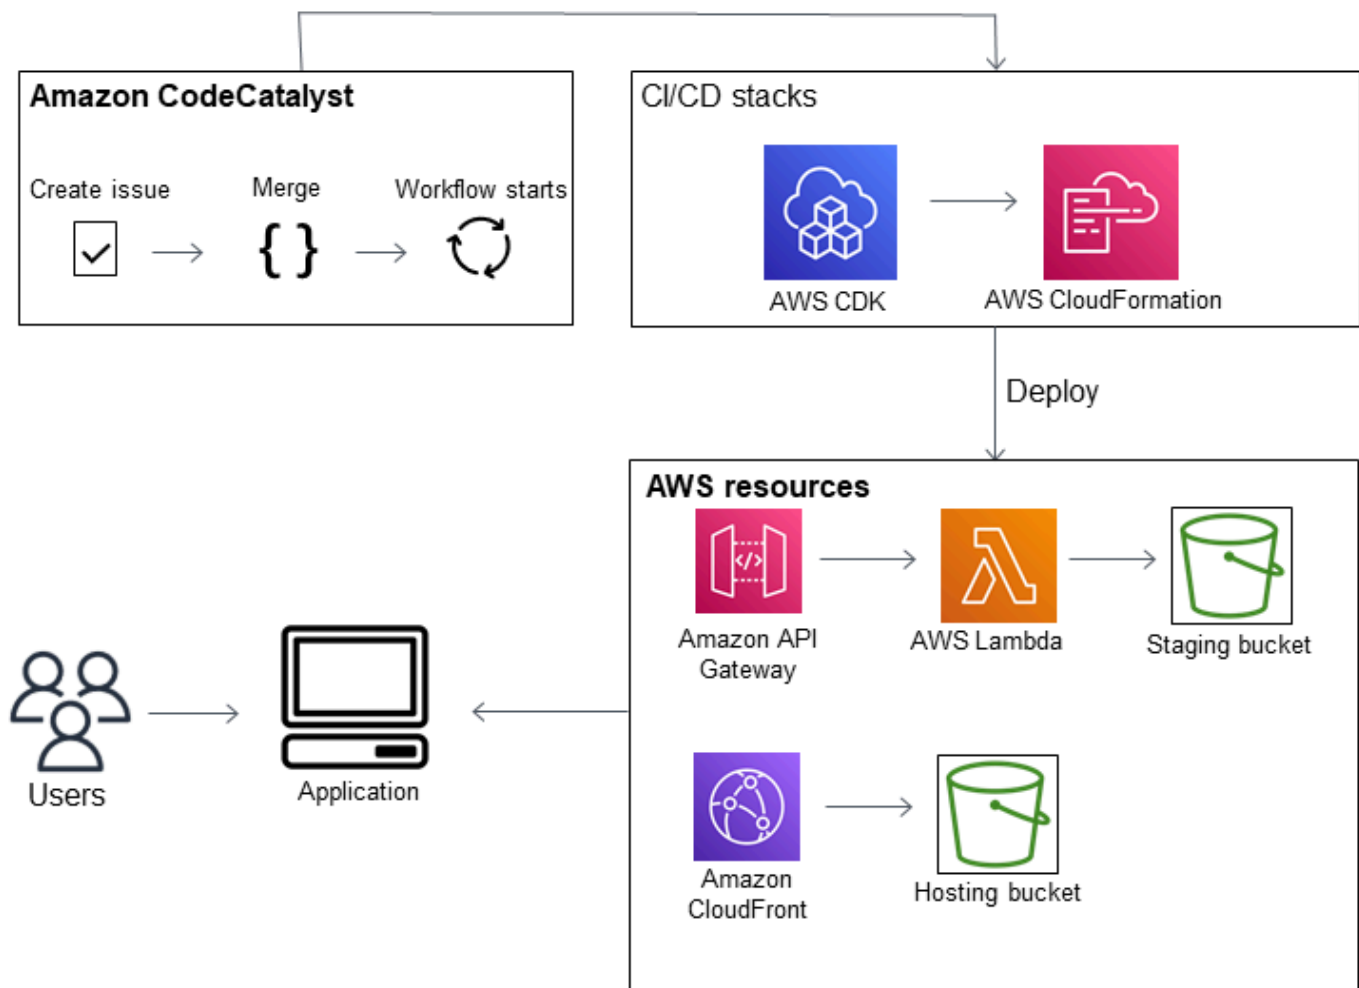 Amazon CodeCatalyst
Create issue
Merge
Workflow starts
{ }
CI/CD stacks
AWS CDK
AWS CloudFormation
Deploy
AWS resources
</>
Amazon API
Gateway
AWS Lambda
Staging bucket
Users
Application
Amazon
CloudFront
Hosting bucket